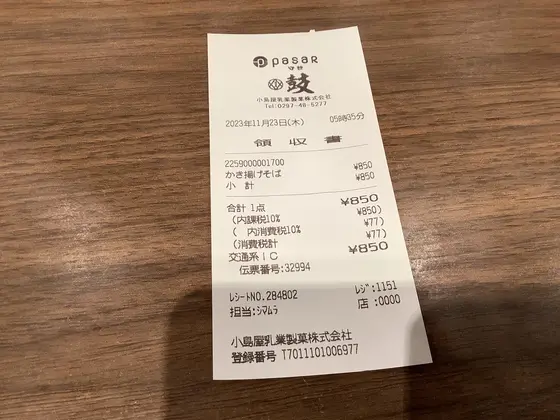 PASAR
守谷
鼓
小島屋乳業製菓株式会社
Tel:0297-48-5277
2023年11月23日(木) 05時35分
領収書
2259000001700 ¥850
かき揚げそば ¥850
小 計
合計 1点 ¥850
(内課税10% ¥850)
( 内消費税10% ¥77)
(消費税計 ¥77)
交通系IC ¥850
伝票番号:32994
レシートNO.284802 レジ:1151
担当:シマムラ 店:0000
小島屋乳業製菓株式会社
登録番号 T7011101006977